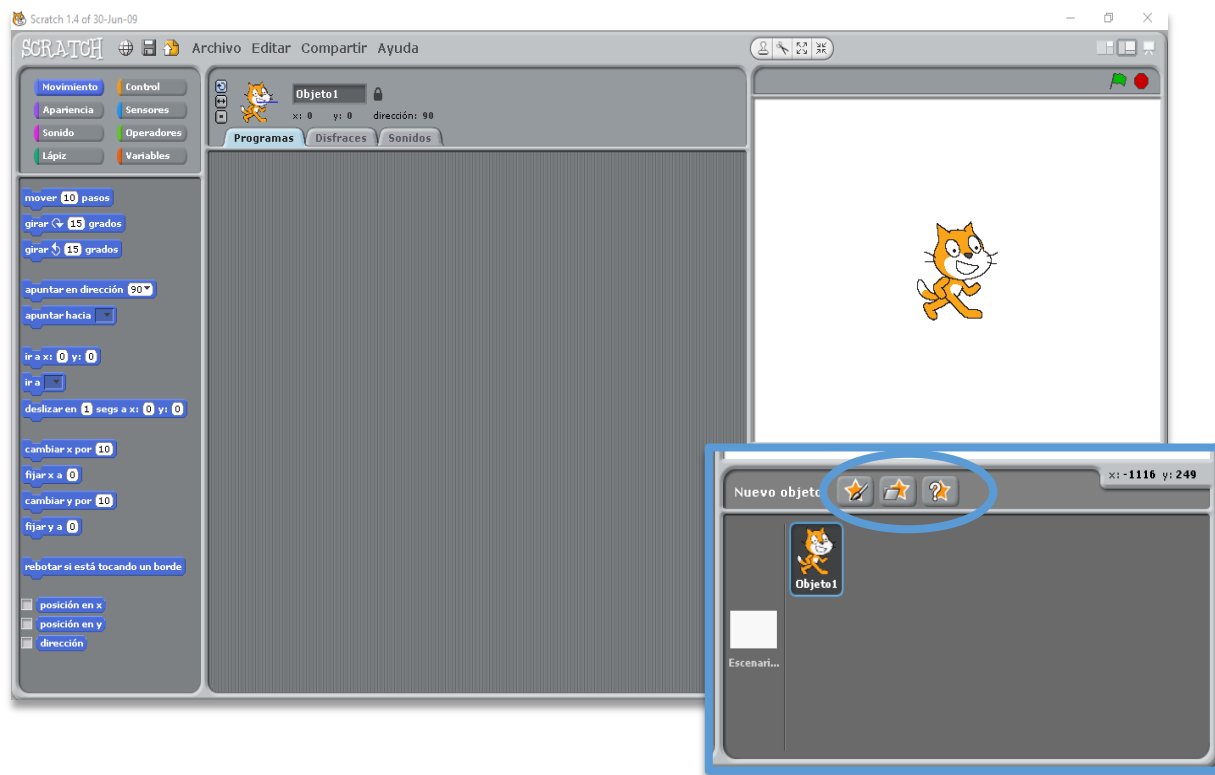 Scratch 1.4 of 30-Jun-09
SCRATCH Archivo Editar Compartir Ayuda
Movimiento Control
Apariencia Sensores
Sonido Operadores
Lápiz Variables
Objeto1
x: 0 y: 0 dirección: 90
Programas Disfraces Sonidos
mover 10 pasos
girar 15 grados
girar 15 grados
apuntar en dirección 90
apuntar hacia
ir a x: 0 y: 0
ir a
deslizar en 1 segs a x: 0 y: 0
cambiar x por 10
fijar x a 0
cambiar y por 10
fijar y a 0
rebotar si está tocando un borde
posición en x
posición en y
dirección
x: -1116 y: 249
Nuevo objeto
Objeto1
Escenari...